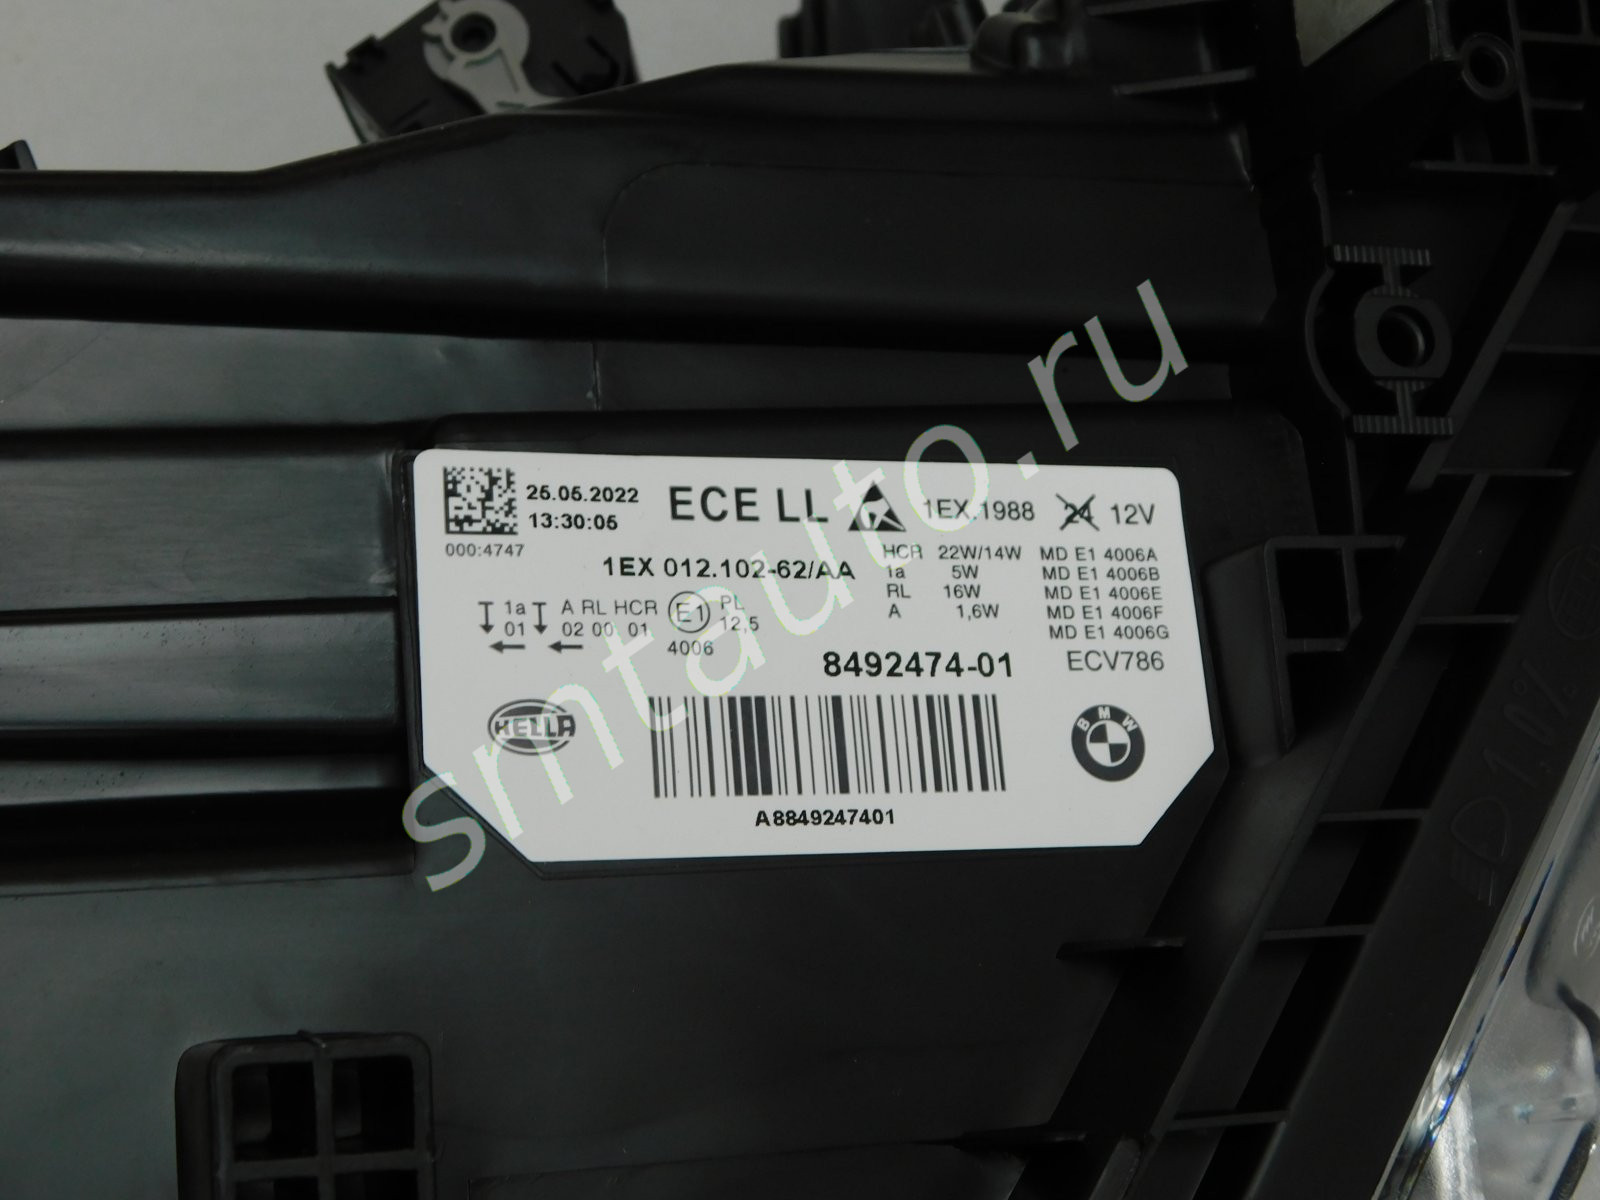 25.05.2022
13:30:05
000:4747
ECE LL
1EX.1988
24 12V
1EX 012.102-62/AA
HCR 22W/14W MD E1 4006A
1a 5W MD E1 4006B
RL 16W MD E1 4006E
A 1,6W MD E1 4006F
MD E1 4006G
1a A RL HCR E1 PL
01 02 00 01 12,5
4006
8492474-01
ECV786
HELLA
BMW
A8849247401
1.0%
smtauto.ru